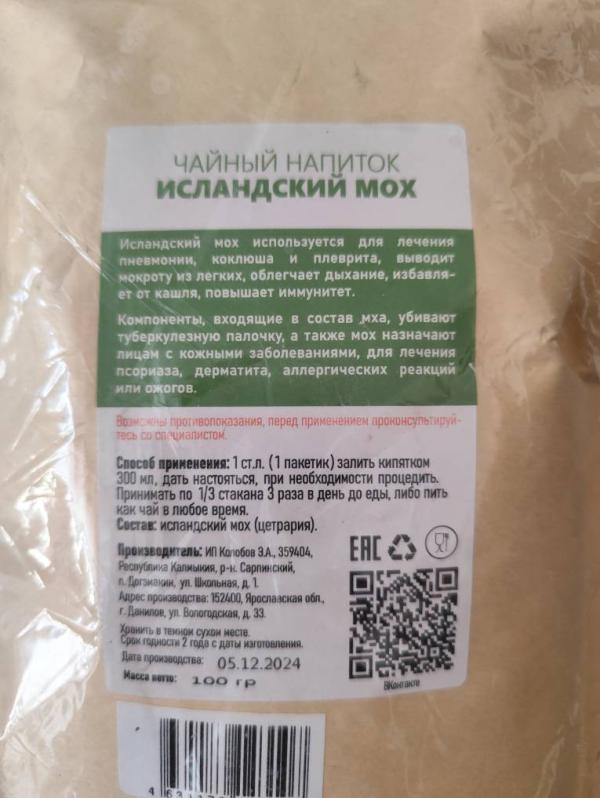 ЧАЙНЫЙ НАПИТОК
ИСЛАНДСКИЙ МОХ
Исландский мох используется для лечения
пневмонии, коклюша и плеврита, выводит
мокроту из легких, облегчает дыхание, избавля-
ет от кашля, повышает иммунитет.
Компоненты, входящие в состав мха, убивают
туберкулезную палочку, а также мох назначают
лицам с кожными заболеваниями, для лечения
псориаза, дерматита, аллергических реакций
или ожогов.
Возможны противопоказания, перед применением проконсультируй-
тесь со специалистом.
Способ применения: 1 ст.л. (1 пакетик) залить кипятком
300 мл, дать настояться, при необходимости процедить.
Принимать по 1/3 стакана 3 раза в день до еды, либо пить
как чай в любое время.
Состав: исландский мох (цетрария).
Производитель: ИП Колобов Э.А., 359404,
Республика Калмыкия, р-н. Сарпинский,
п. Догзмакин, ул. Школьная, д. 1.
Адрес производства: 152400, Ярославская обл.,
г. Данилов, ул. Вологодская, д. 33.
Хранить в темном сухом месте.
Срок годности 2 года с даты изготовления.
Дата производства: 05.12.2024
Масса нетто: 100 гр
EAC
ВКонтакте